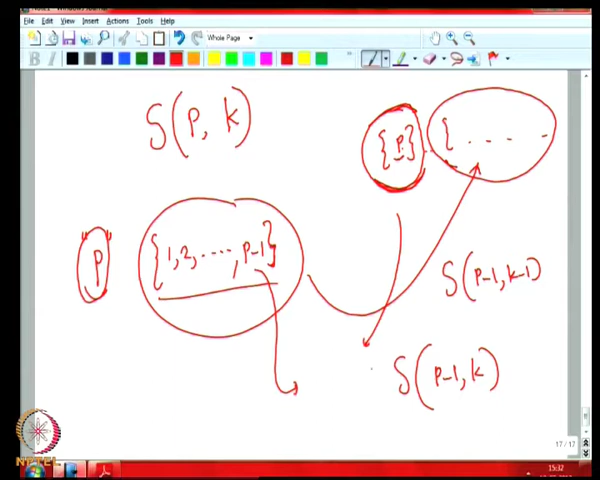 File Edit View Insert Actions Tools Help
Whole Page
S(p, k)
{p} {. . . .
p {1,2,....,p-1}
S(p-1,k-1)
S(p-1,k)
17 / 17
NPTEL
15:32